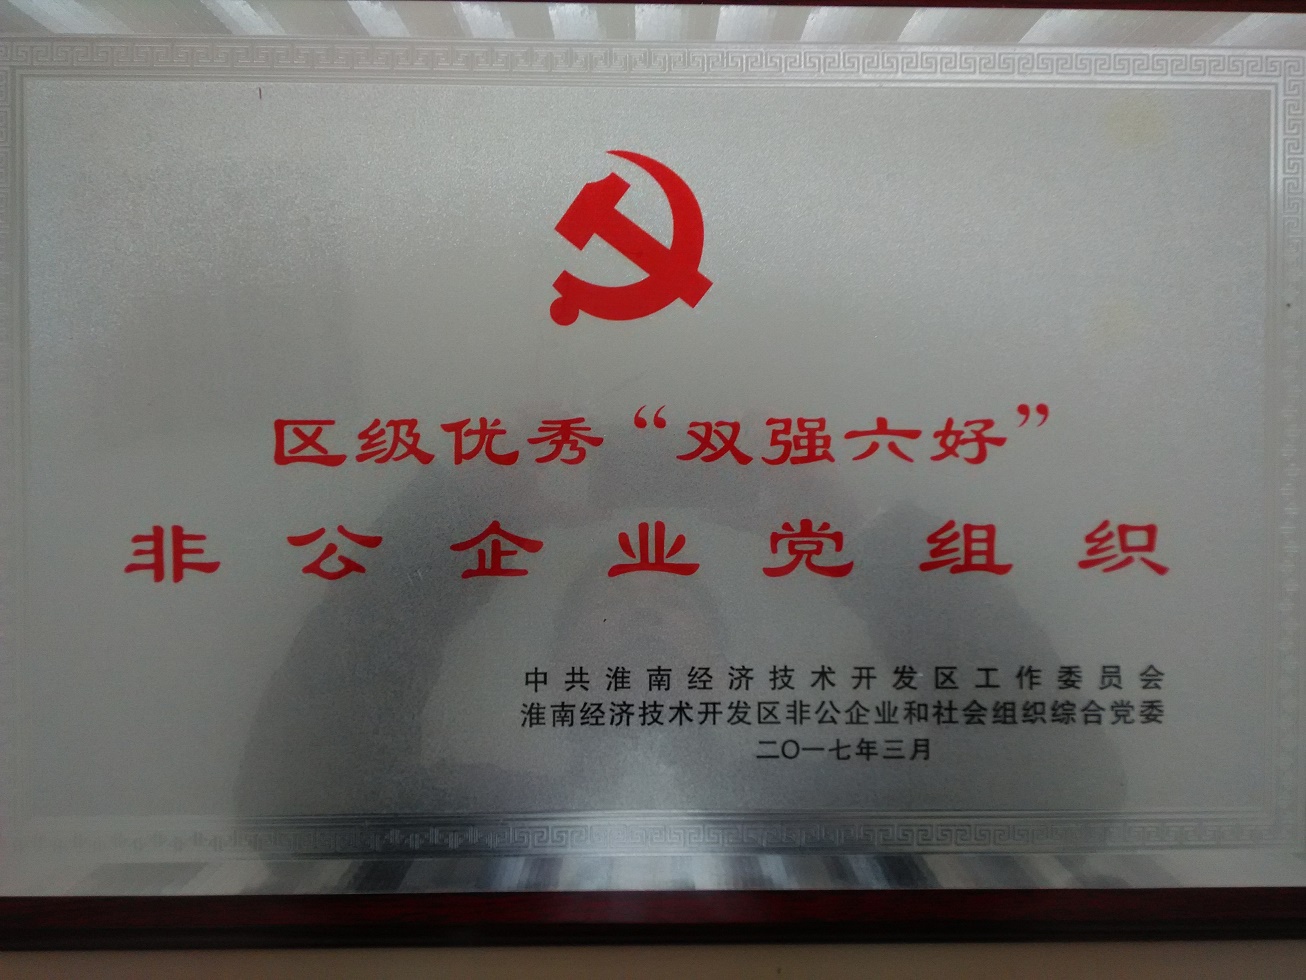 区级优秀“双强六好”
非公企业党组织
中共淮南经济技术开发区工作委员会
淮南经济技术开发区非公企业和社会组织综合党委
二〇一七年三月